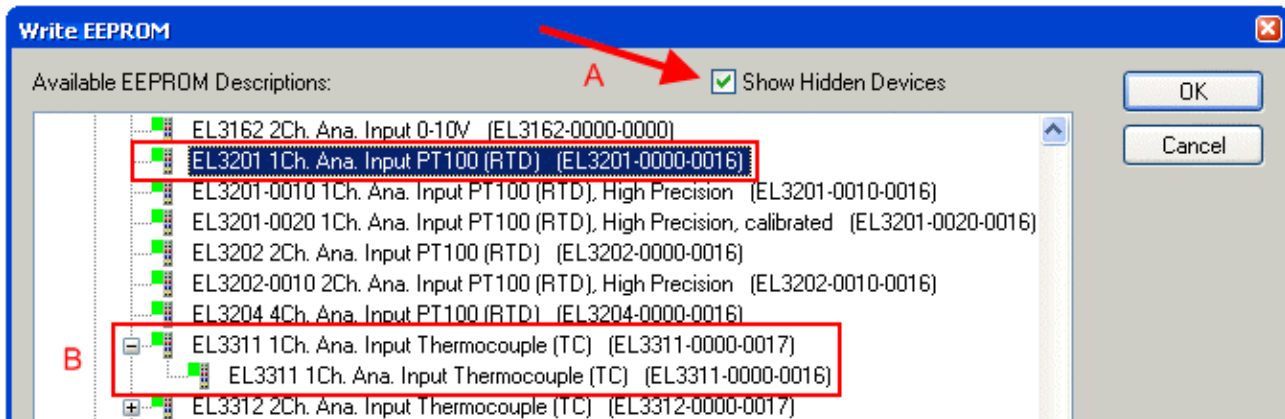 Write EEPROM
Available EEPROM Descriptions: A Show Hidden Devices OK
EL3162 2Ch. Ana. Input 0-10V (EL3162-0000-0000)
EL3201 1Ch. Ana. Input PT100 (RTD) (EL3201-0000-0016) Cancel
EL3201-0010 1Ch. Ana. Input PT100 (RTD), High Precision (EL3201-0010-0016)
EL3201-0020 1Ch. Ana. Input PT100 (RTD), High Precision, calibrated (EL3201-0020-0016)
EL3202 2Ch. Ana. Input PT100 (RTD) (EL3202-0000-0016)
EL3202-0010 2Ch. Ana. Input PT100 (RTD), High Precision (EL3202-0010-0016)
EL3204 4Ch. Ana. Input PT100 (RTD) (EL3204-0000-0016)
B EL3311 1Ch. Ana. Input Thermocouple (TC) (EL3311-0000-0017)
EL3311 1Ch. Ana. Input Thermocouple (TC) (EL3311-0000-0016)
EL3312 2Ch. Ana. Input Thermocouple (TC) (EL3312-0000-0017)